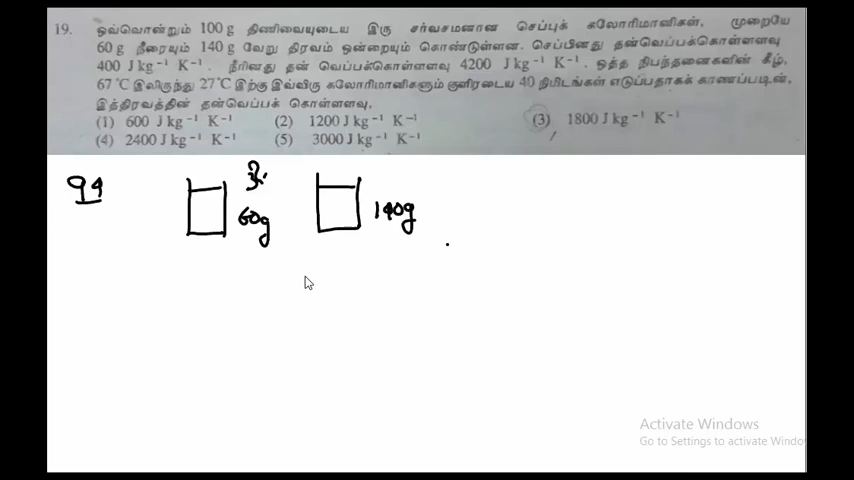 19. ஒவ்வொன்றும் 100 g திணிவையுடைய இரு சர்வசமனான செப்புக் கலோரிமானிகள், முறையே
60 g நீரையும் 140 g வேறு திரவம் ஒன்றையும் கொண்டுள்ளன. செப்பினது தன்வெப்பக்கொள்ளளவு
400 J kg⁻¹ K⁻¹. நீரினது தன் வெப்பக்கொள்ளளவு 4200 J kg⁻¹ K⁻¹. ஒத்த நிபந்தனைகளின் கீழ்,
67 °C இலிருந்து 27 °C இற்கு இவ்விரு கலோரிமானிகளும் குளிரடைய 40 நிமிடங்கள் எடுப்பதாகக் காணப்படின்,
இத்திரவத்தின் தன்வெப்பக் கொள்ளளவு,
(1) 600 J kg⁻¹ K⁻¹ (2) 1200 J kg⁻¹ K⁻¹ (3) 1800 J kg⁻¹ K⁻¹
(4) 2400 J kg⁻¹ K⁻¹ (5) 3000 J kg⁻¹ K⁻¹
94
60g 140g
Activate Windows
Go to Settings to activate Windo